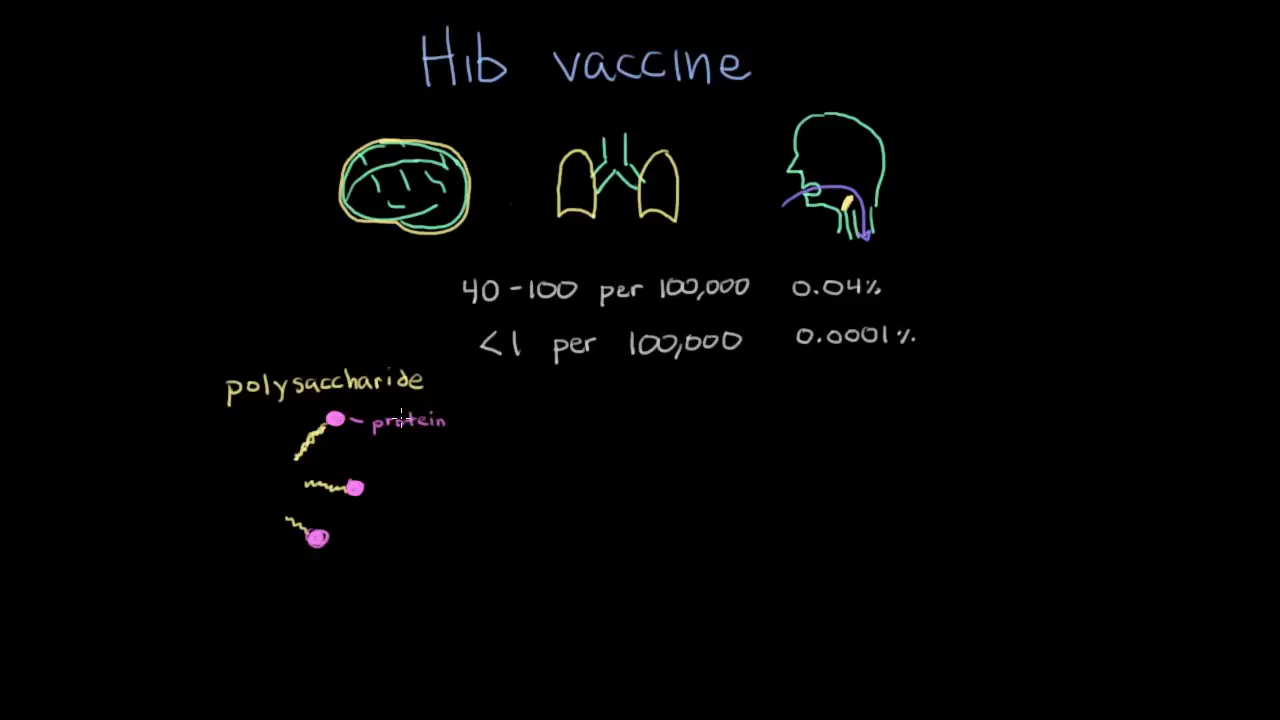 Hib vaccine
40-100 per 100,000 0.04%
<1 per 100,000 0.0001%
polysaccharide
- protein